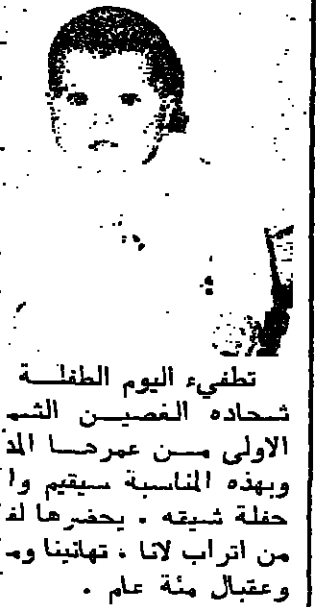 تطفيء اليوم الطفلة
شحاده الغصين الشم
الاولى من عمرها المد
وبهذه المناسبة سيقيم وا
حفلة شيقه . يحضرها لف
من اتراب لانا ، تهانينا وم
وعقبال مئة عام .